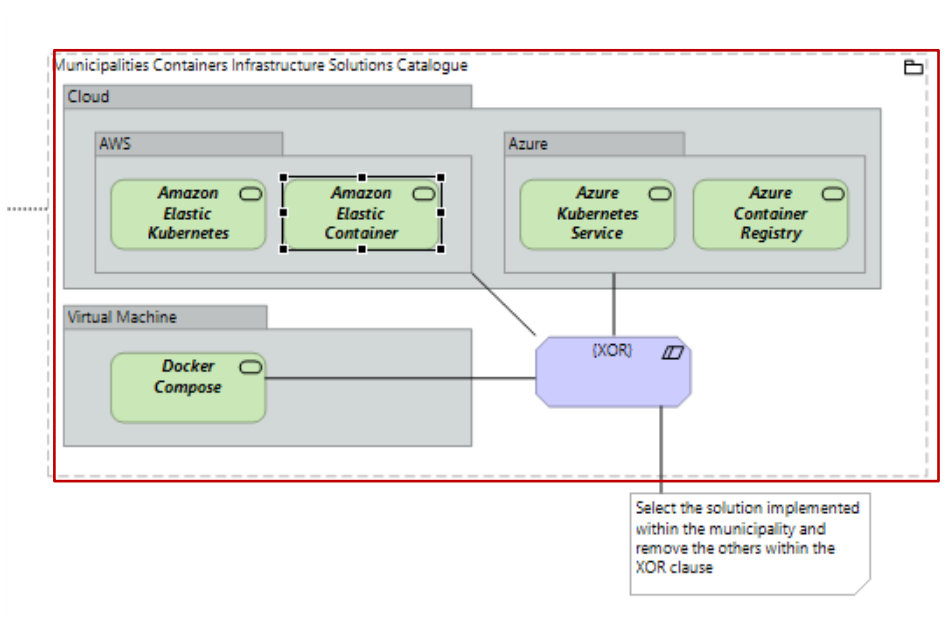 Municipalities Containers Infrastructure Solutions Catalogue
Cloud
AWS
Amazon
Elastic
Kubernetes
Amazon
Elastic
Container
Azure
Azure
Kubernetes
Service
Azure
Container
Registry
Virtual Machine
Docker
Compose
{XOR}
Select the solution implemented
within the municipality and
remove the others within the
XOR clause